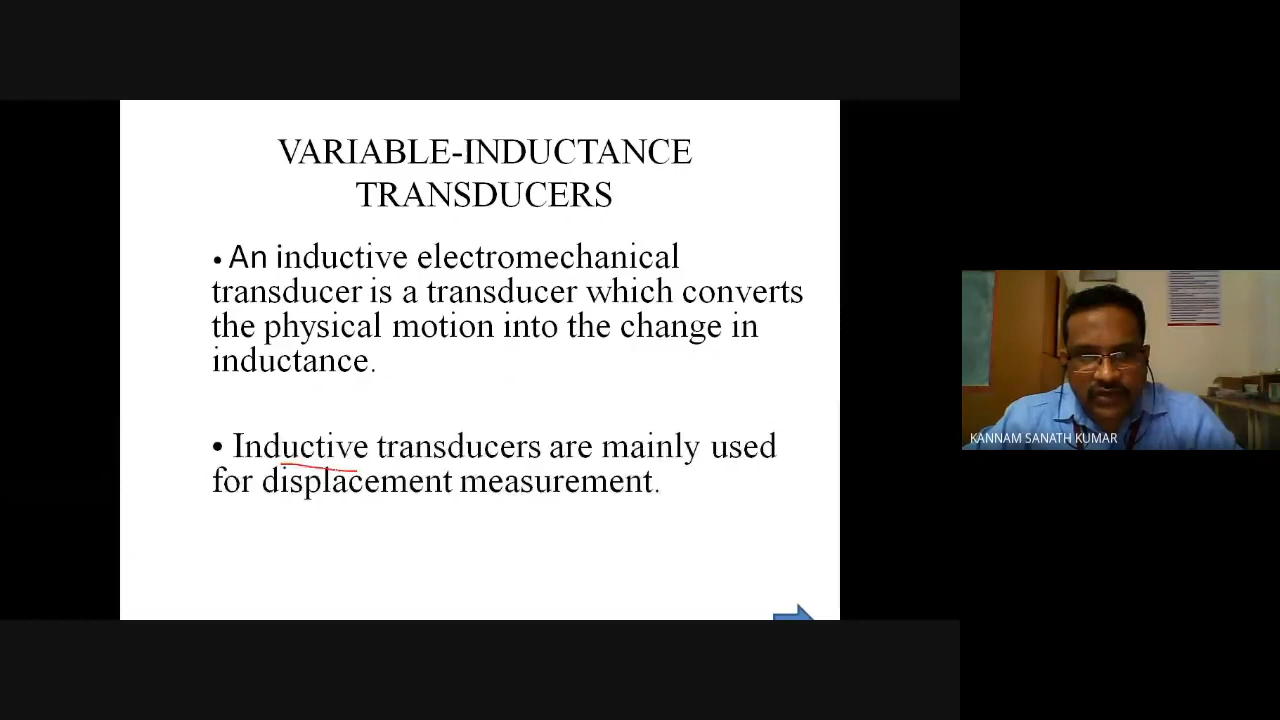 VARIABLE-INDUCTANCE
TRANSDUCERS
• An inductive electromechanical
transducer is a transducer which converts
the physical motion into the change in
inductance.
• Inductive transducers are mainly used
for displacement measurement.
KANNAM SANATH KUMAR